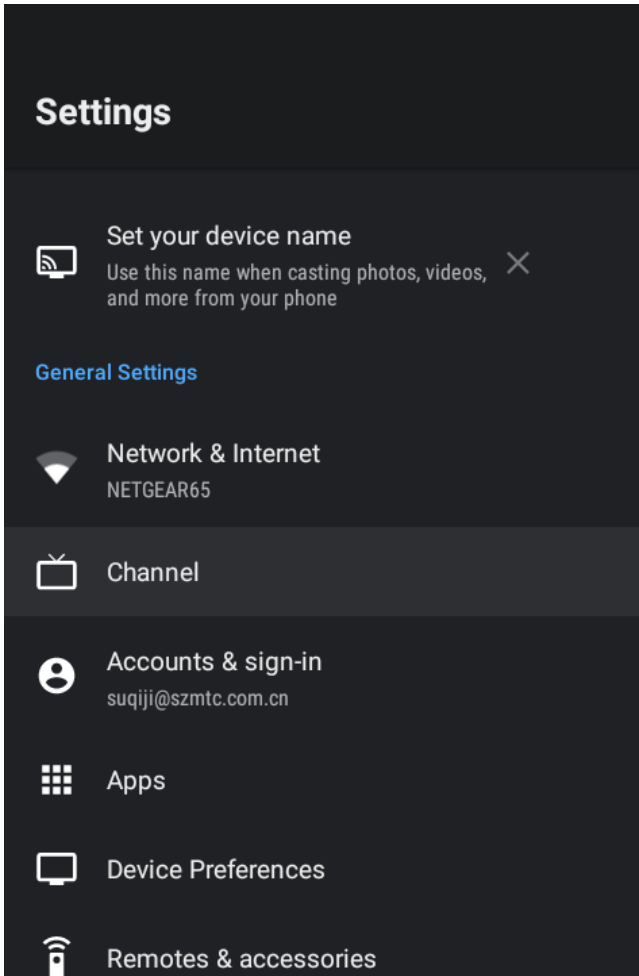 Settings
Set your device name
Use this name when casting photos, videos,
and more from your phone
General Settings
Network & Internet
NETGEAR65
Channel
Accounts & sign-in
suqiji@szmtc.com.cn
Apps
Device Preferences
Remotes & accessories